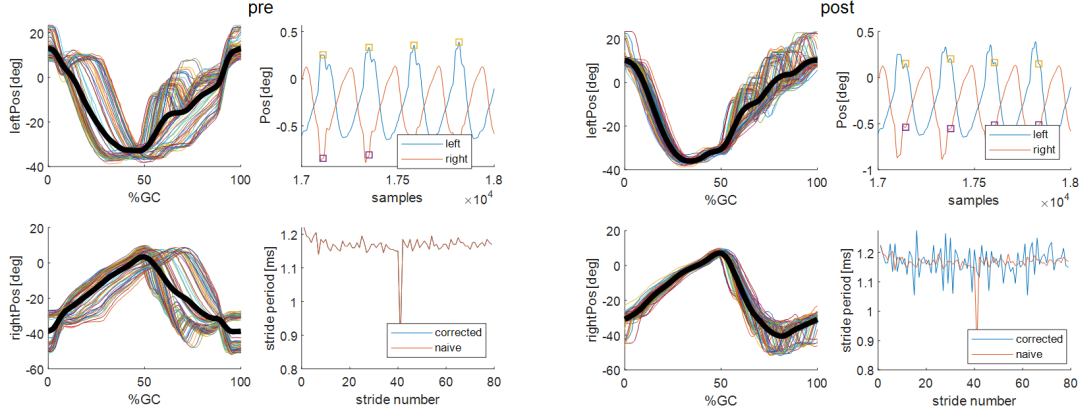 pre
post
leftPos [deg]
20
0
-20
-40
0
50
100
%GC
Pos [deg]
0.5
0
-0.5
left
right
1.7
1.75
1.8
samples
×10^4
leftPos [deg]
20
0
-20
-40
0
50
100
%GC
Pos [deg]
0.5
0
-0.5
-1
left
right
1.7
1.75
1.8
samples
×10^4
rightPos [deg]
20
0
-20
-40
-60
0
50
100
%GC
stride period [ms]
1.2
1.1
1
0.9
0.8
corrected
naive
0
20
40
60
80
stride number
rightPos [deg]
20
0
-20
-40
-60
0
50
100
%GC
stride period [ms]
1.2
1.1
1
0.9
0.8
corrected
naive
0
20
40
60
80
stride number